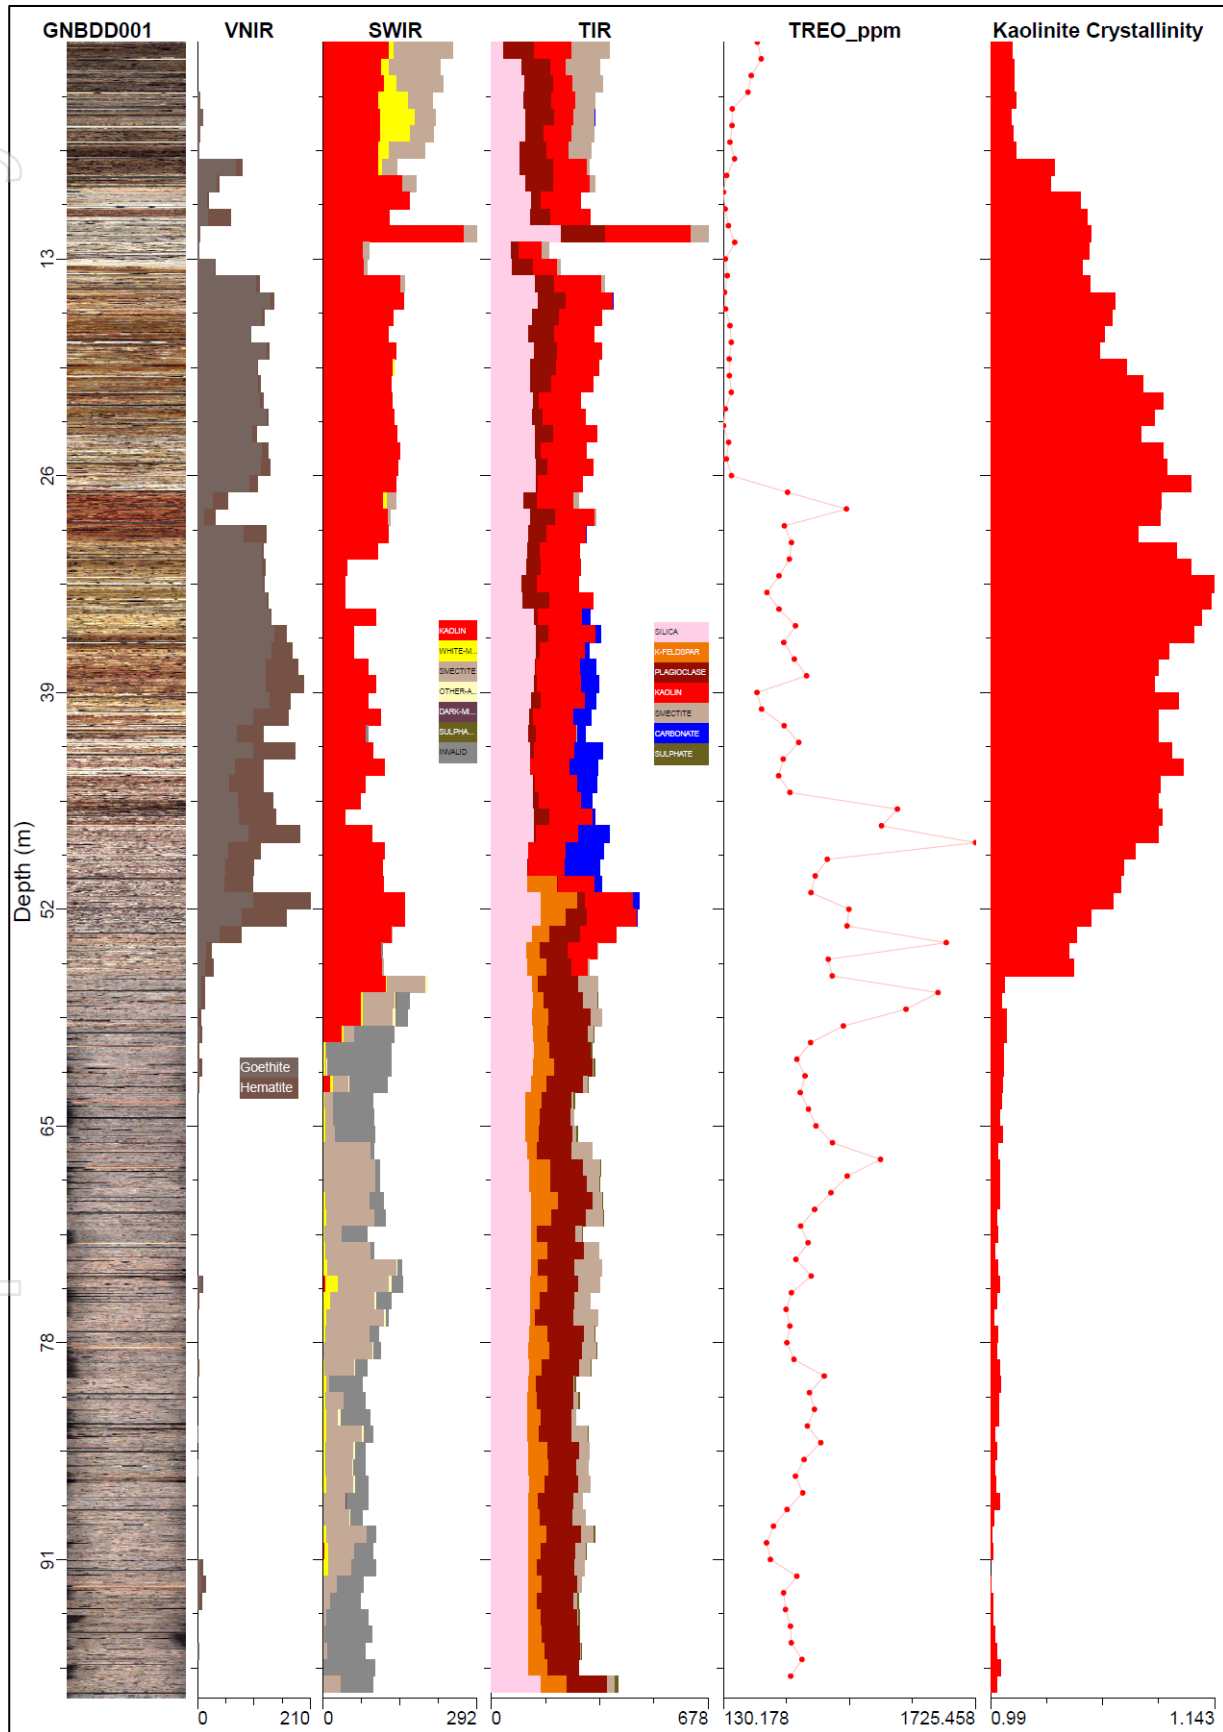 GNBDD001 VNIR SWIR TIR TREO_ppm Kaolinite Crystallinity
Depth (m)
13
26
39
52
65
78
91
KAOLIN
WHITE-M...
SMECTITE
OTHER-A...
DARK-MI...
SULPHA...
INVALID
SILICA
K-FELDSPAR
PLAGIOCLASE
KAOLIN
SMECTITE
CARBONATE
SULPHATE
Goethite
Hematite
0 210 0 292 0 678 130.178 1725.458 0.99 1.143